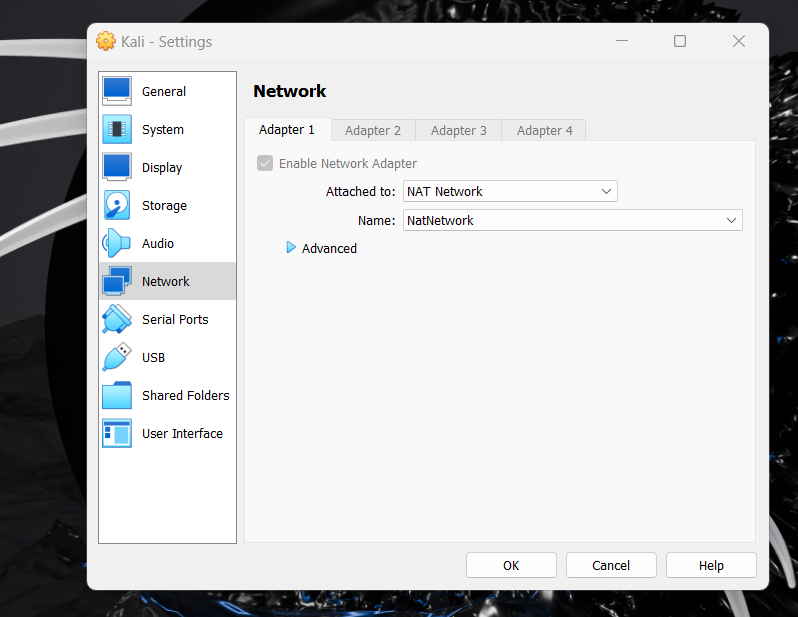 Kali - Settings
General
System
Display
Storage
Audio
Network
Serial Ports
USB
Shared Folders
User Interface
Network
Adapter 1 Adapter 2 Adapter 3 Adapter 4
Enable Network Adapter
Attached to: NAT Network
Name: NatNetwork
Advanced
OK Cancel Help